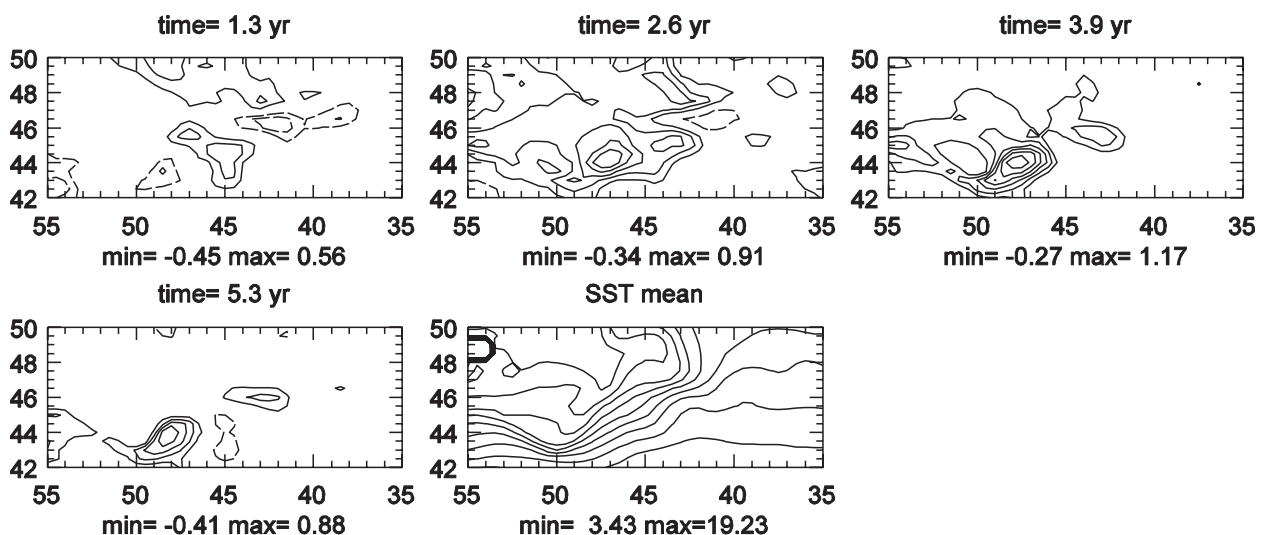 time= 1.3 yr
50
48
46
44
42
55 50 45 40 35
min= -0.45 max= 0.56
time= 2.6 yr
50
48
46
44
42
55 50 45 40 35
min= -0.34 max= 0.91
time= 3.9 yr
50
48
46
44
42
55 50 45 40 35
min= -0.27 max= 1.17
time= 5.3 yr
50
48
46
44
42
55 50 45 40 35
min= -0.41 max= 0.88
SST mean
50
48
46
44
42
55 50 45 40 35
min= 3.43 max=19.23